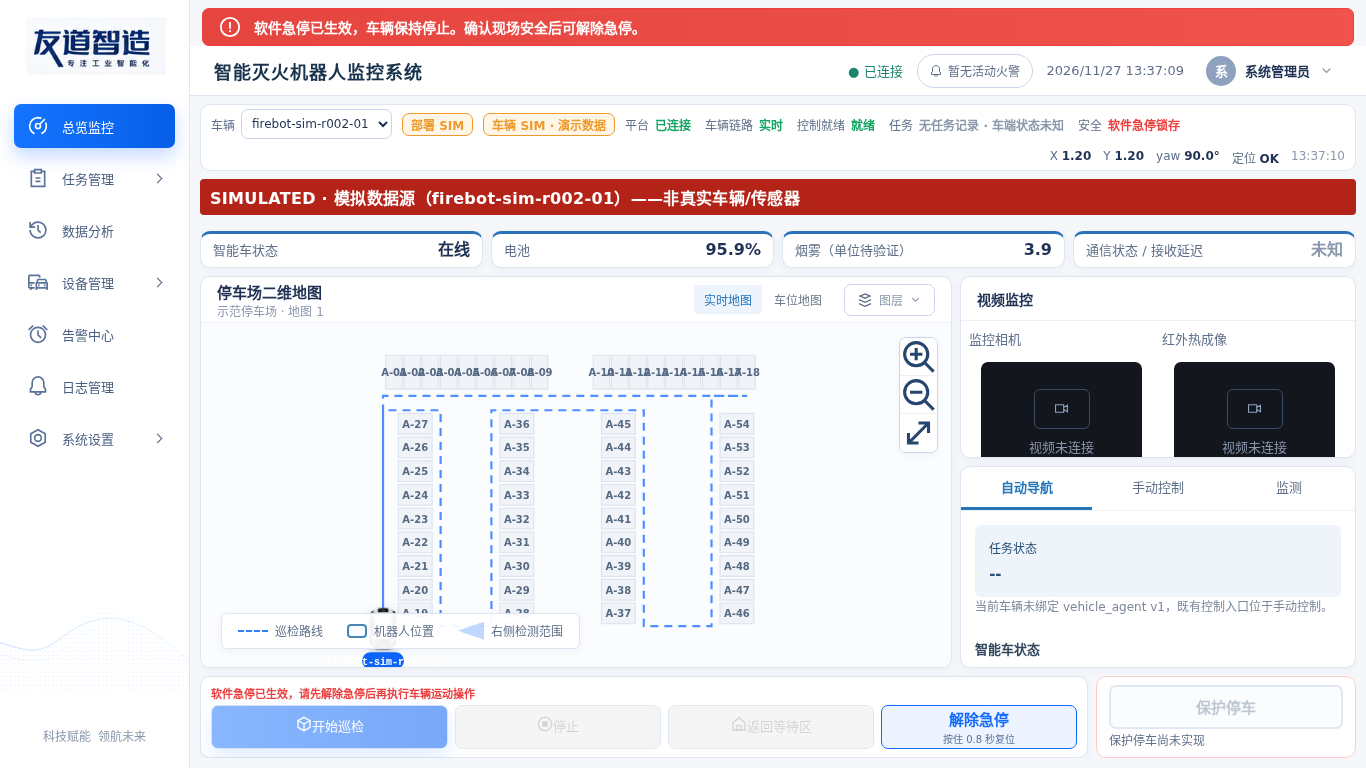 友道智造
专注工业智能化
总览监控
任务管理
数据分析
设备管理
告警中心
日志管理
系统设置
科技赋能 领航未来
软件急停已生效，车辆保持停止。确认现场安全后可解除急停。
智能灭火机器人监控系统
已连接
暂无活动火警
2026/11/27 13:37:09
系
系统管理员
车辆
firebot-sim-r002-01
部署 SIM
车辆 SIM · 演示数据
平台 已连接
车辆链路 实时
控制就绪 就绪
任务 无任务记录 · 车端状态未知
安全 软件急停锁存
X 1.20
Y 1.20
yaw 90.0°
定位 OK
13:37:10
SIMULATED · 模拟数据源（firebot-sim-r002-01）——非真实车辆/传感器
智能车状态
在线
电池
95.9%
烟雾（单位待验证）
3.9
通信状态 / 接收延迟
未知
停车场二维地图
示范停车场 · 地图 1
实时地图
车位地图
图层
A-01 A-02 A-03 A-04 A-05 A-06 A-07 A-08 A-09
A-10 A-11 A-12 A-13 A-14 A-15 A-16 A-17 A-18
A-27 A-36 A-45 A-54
A-26 A-35 A-44 A-53
A-25 A-34 A-43 A-52
A-24 A-33 A-42 A-51
A-23 A-32 A-41 A-50
A-22 A-31 A-40 A-49
A-21 A-30 A-39 A-48
A-20 A-29 A-38 A-47
A-19 A-28 A-37 A-46
巡检路线
机器人位置
右侧检测范围
t-sim-r
视频监控
监控相机
红外热成像
视频未连接
视频未连接
自动导航
手动控制
监测
任务状态
--
当前车辆未绑定 vehicle_agent v1，既有控制入口位于手动控制。
智能车状态
软件急停已生效，请先解除急停后再执行车辆运动操作
开始巡检
停止
返回等待区
解除急停
按住 0.8 秒复位
保护停车
保护停车尚未实现